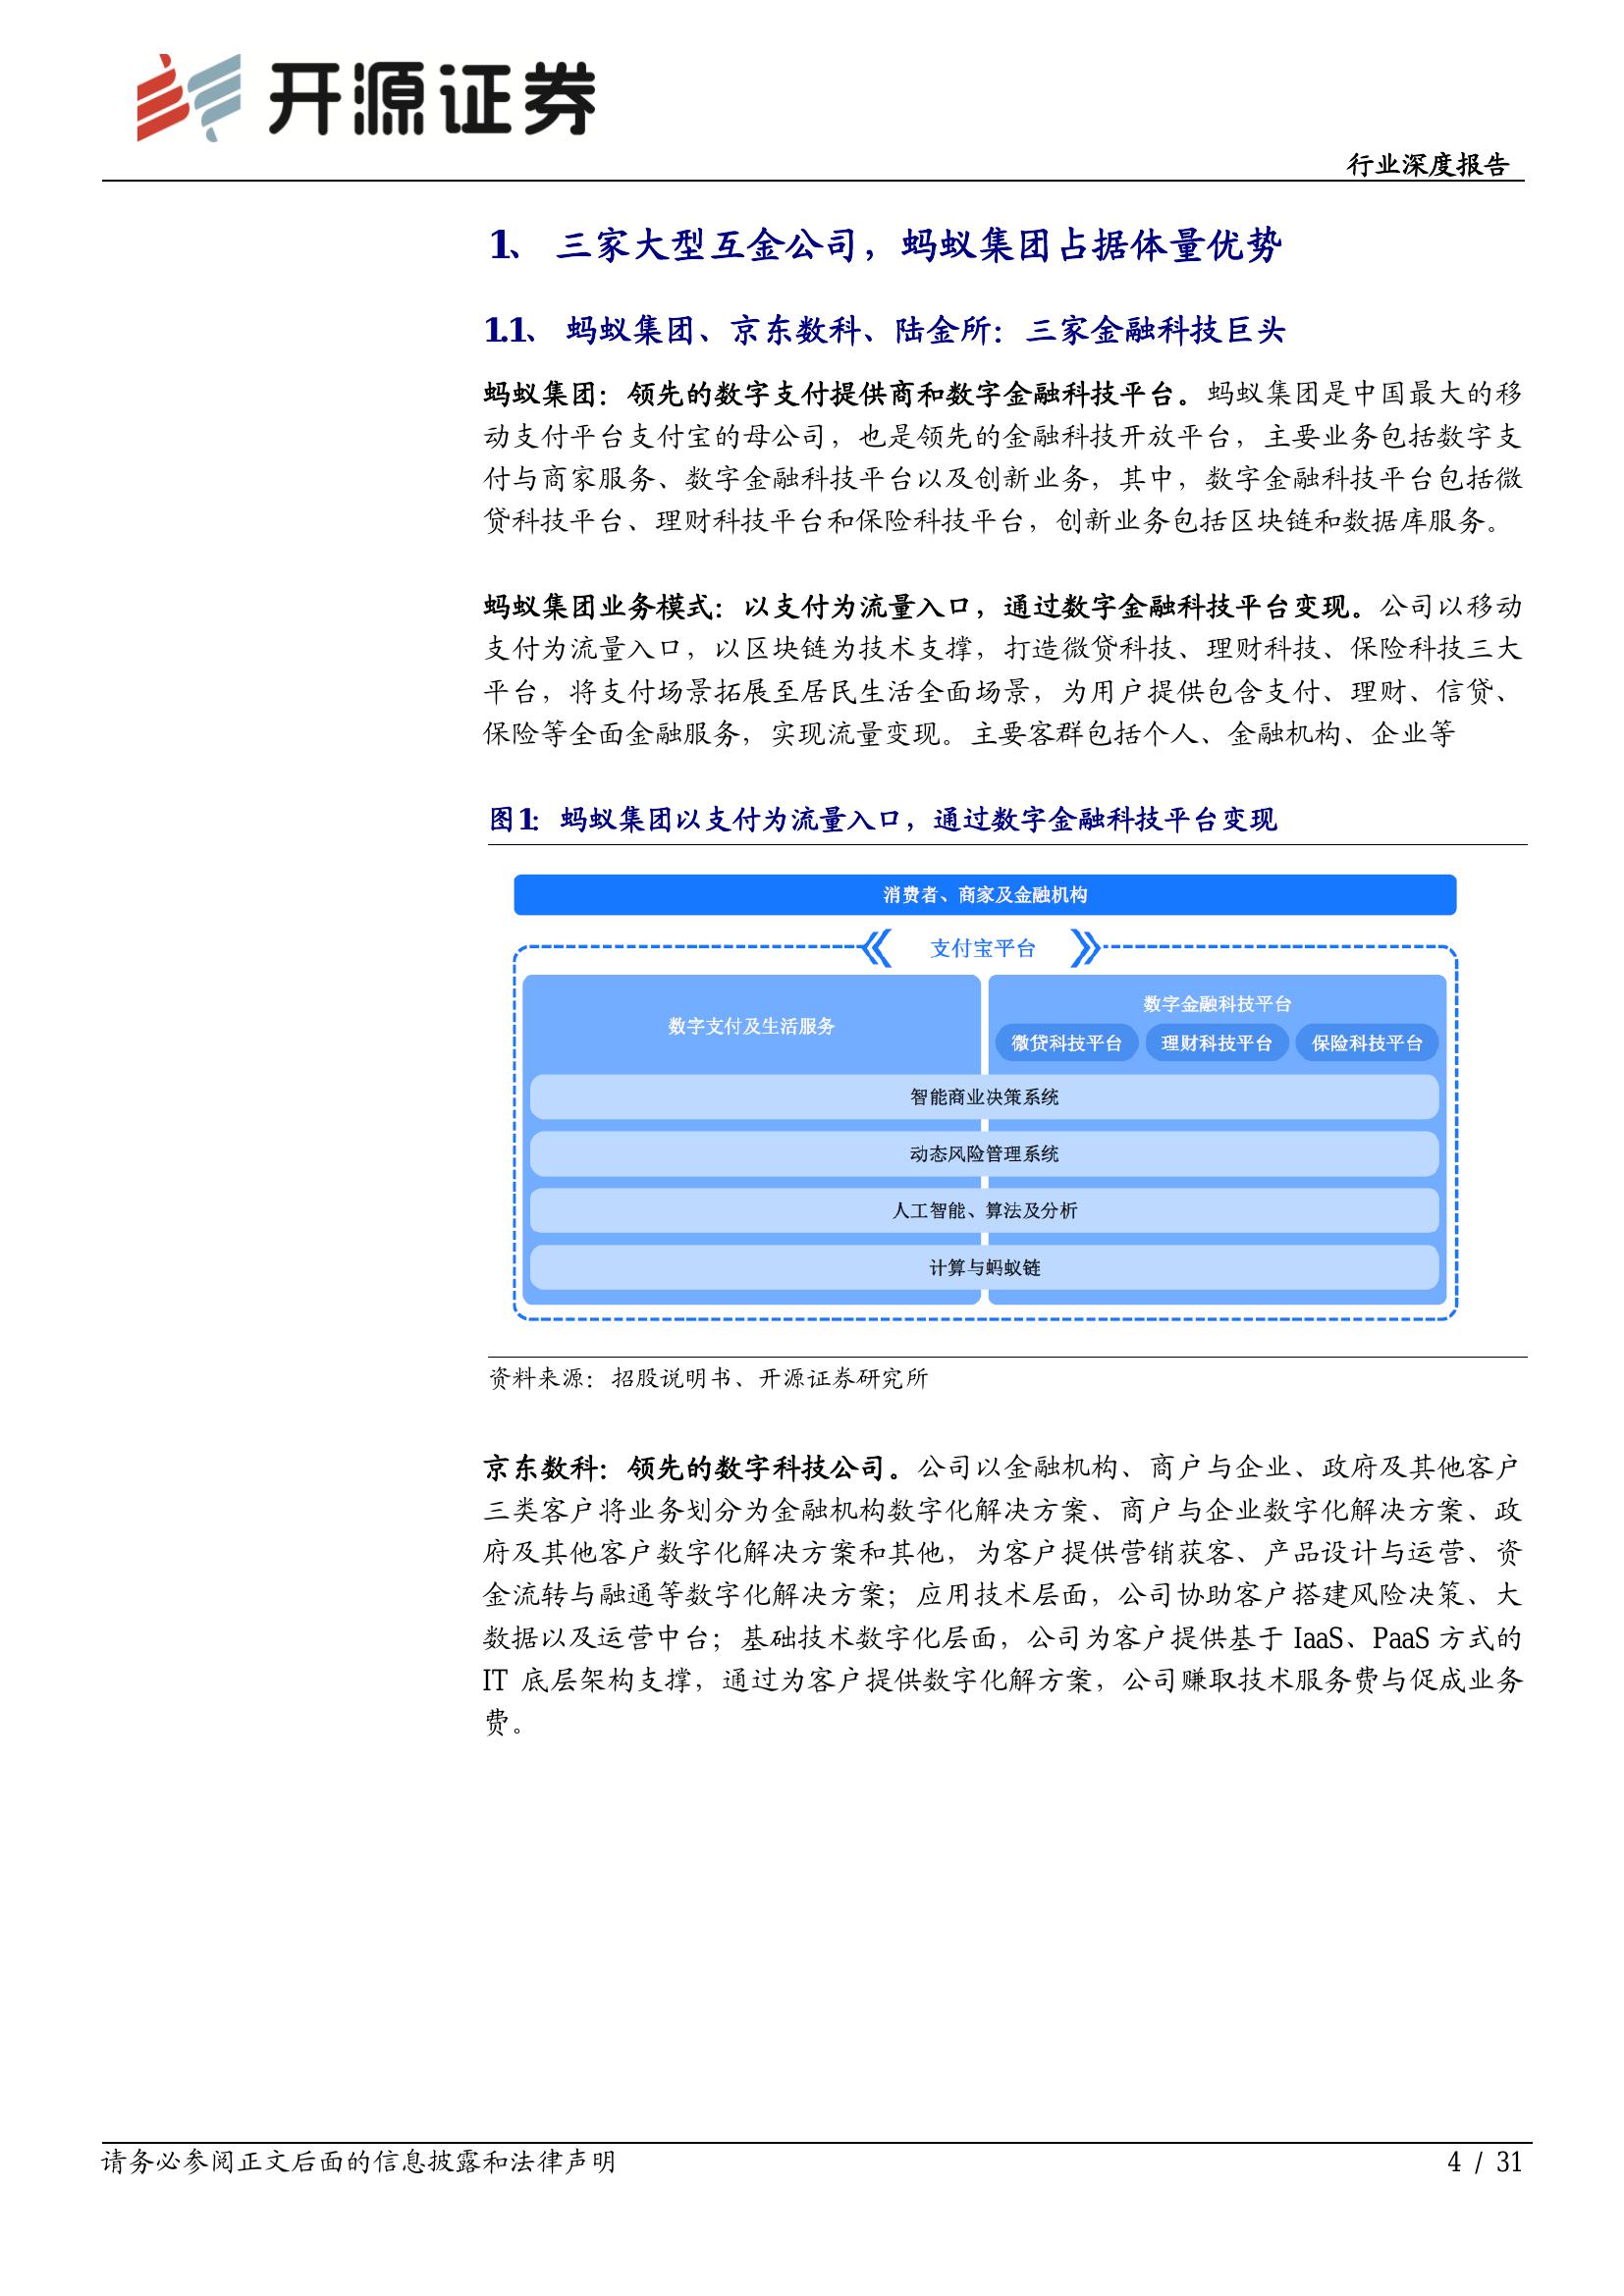 开源证券
行业深度报告
1、 三家大型互金公司，蚂蚁集团占据体量优势
1.1、 蚂蚁集团、京东数科、陆金所：三家金融科技巨头
蚂蚁集团：领先的数字支付提供商和数字金融科技平台。蚂蚁集团是中国最大的移
动支付平台支付宝的母公司，也是领先的金融科技开放平台，主要业务包括数字支
付与商家服务、数字金融科技平台以及创新业务，其中，数字金融科技平台包括微
贷科技平台、理财科技平台和保险科技平台，创新业务包括区块链和数据库服务。
蚂蚁集团业务模式：以支付为流量入口，通过数字金融科技平台变现。公司以移动
支付为流量入口，以区块链为技术支撑，打造微贷科技、理财科技、保险科技三大
平台，将支付场景拓展至居民生活全面场景，为用户提供包含支付、理财、信贷、
保险等全面金融服务，实现流量变现。主要客群包括个人、金融机构、企业等
图1：蚂蚁集团以支付为流量入口，通过数字金融科技平台变现
消费者、商家及金融机构
支付宝平台
数字支付及生活服务
数字金融科技平台
微贷科技平台 理财科技平台 保险科技平台
智能商业决策系统
动态风险管理系统
人工智能、算法及分析
计算与蚂蚁链
资料来源：招股说明书、开源证券研究所
京东数科：领先的数字科技公司。公司以金融机构、商户与企业、政府及其他客户
三类客户将业务划分为金融机构数字化解决方案、商户与企业数字化解决方案、政
府及其他客户数字化解决方案和其他，为客户提供营销获客、产品设计与运营、资
金流转与融通等数字化解决方案；应用技术层面，公司协助客户搭建风险决策、大
数据以及运营中台；基础技术数字化层面，公司为客户提供基于 IaaS、PaaS 方式的
IT 底层架构支撑，通过为客户提供数字化解方案，公司赚取技术服务费与促成业务
费。
请务必参阅正文后面的信息披露和法律声明
4 / 31